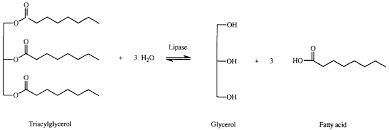 O
O
O
O
O
O
+ 3 H₂O
Lipase
OH
OH
OH
+ 3
HO
O
Triacylglycerol
Glycerol
Fatty acid